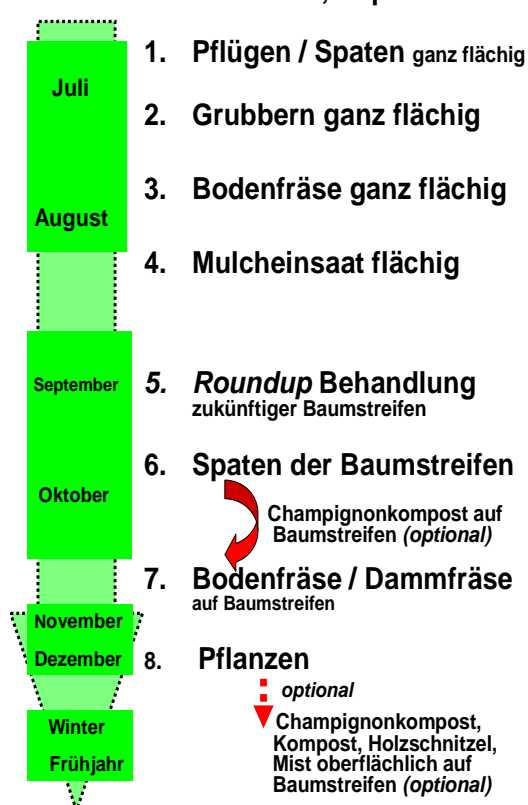 1. Pflügen / Spaten ganz flächig
Juli
2. Grubbern ganz flächig
3. Bodenfräse ganz flächig
August
4. Mulcheinsaat flächig
September
5. Roundup Behandlung
zukünftiger Baumstreifen
6. Spaten der Baumstreifen
Oktober
Champignonkompost auf
Baumstreifen (optional)
7. Bodenfräse / Dammfräse
auf Baumstreifen
November
Dezember
8. Pflanzen
optional
Winter
Frühjahr
Champignonkompost,
Kompost, Holzschnitzel,
Mist oberflächlich auf
Baumstreifen (optional)